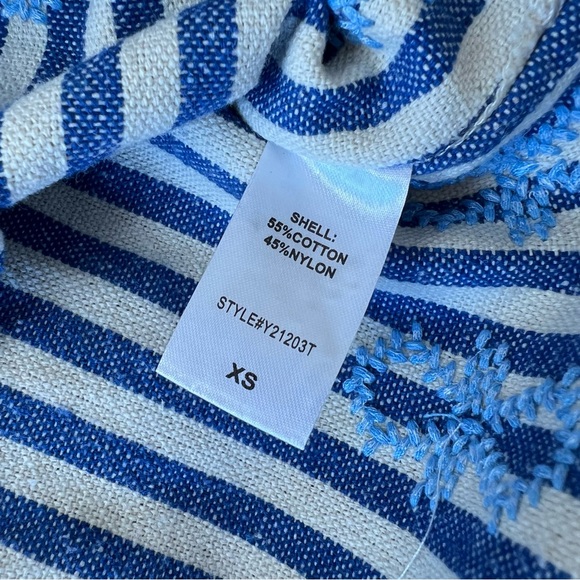 SHELL:
55%COTTON
45%NYLON
STYLE#Y21203T
XS